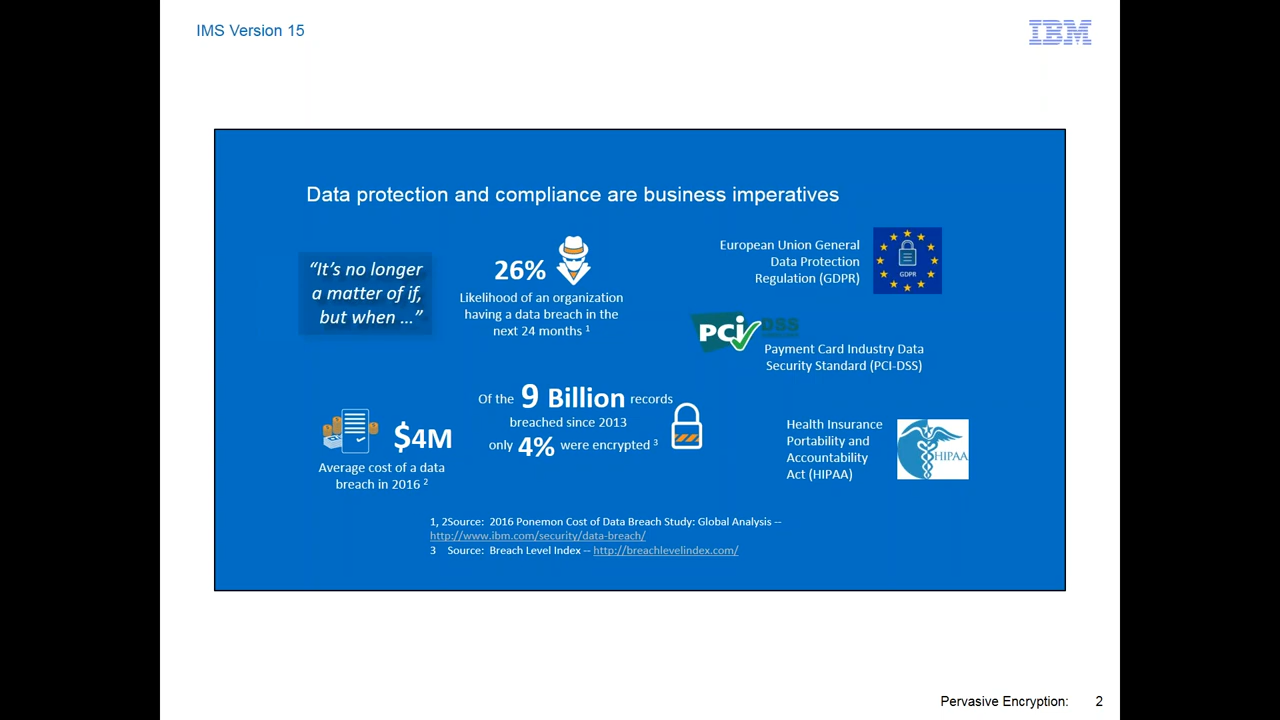 IMS Version 15
IBM
Data protection and compliance are business imperatives
“It’s no longer
a matter of if,
but when ...”
26%
Likelihood of an organization
having a data breach in the
next 24 months 1
European Union General
Data Protection
Regulation (GDPR)
GDPR
PCI DSS
Payment Card Industry Data
Security Standard (PCI-DSS)
$4M
Average cost of a data
breach in 2016 2
Of the 9 Billion records
breached since 2013
only 4% were encrypted 3
Health Insurance
Portability and
Accountability
Act (HIPAA)
HIPAA
1, 2Source: 2016 Ponemon Cost of Data Breach Study: Global Analysis --
http://www.ibm.com/security/data-breach/
3 Source: Breach Level Index -- http://breachlevelindex.com/
Pervasive Encryption: 2